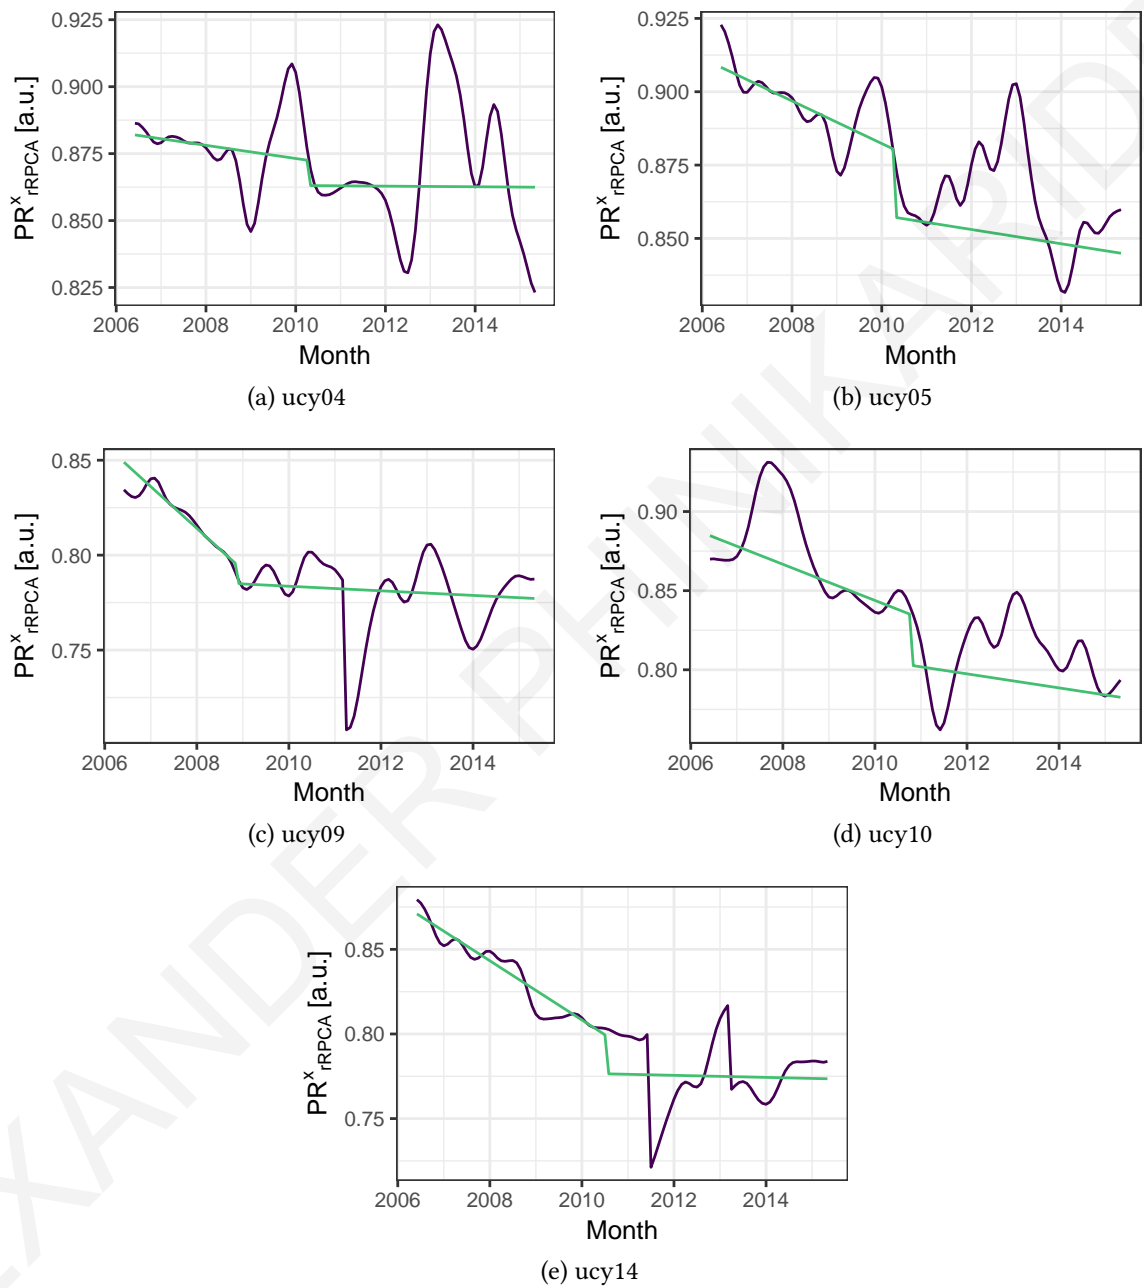 0.925
0.900
0.875
0.850
0.825
PR^x_rRPCA [a.u.]
2006 2008 2010 2012 2014
Month
(a) ucy04
0.925
0.900
0.875
0.850
PR^x_rRPCA [a.u.]
2006 2008 2010 2012 2014
Month
(b) ucy05
0.85
0.80
0.75
PR^x_rRPCA [a.u.]
2006 2008 2010 2012 2014
Month
(c) ucy09
0.90
0.85
0.80
PR^x_rRPCA [a.u.]
2006 2008 2010 2012 2014
Month
(d) ucy10
0.85
0.80
0.75
PR^x_rRPCA [a.u.]
2006 2008 2010 2012 2014
Month
(e) ucy14
EXANDER PHINIKARIDE